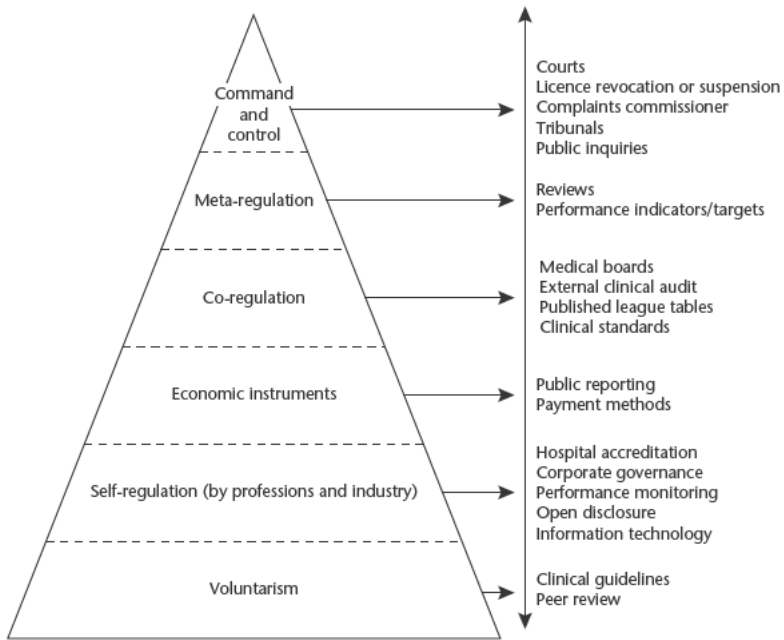 Command
and
control
Courts
Licence revocation or suspension
Complaints commissioner
Tribunals
Public inquiries
Meta-regulation
Reviews
Performance indicators/targets
Co-regulation
Medical boards
External clinical audit
Published league tables
Clinical standards
Economic instruments
Public reporting
Payment methods
Self-regulation (by professions and industry)
Hospital accreditation
Corporate governance
Performance monitoring
Open disclosure
Information technology
Voluntarism
Clinical guidelines
Peer review